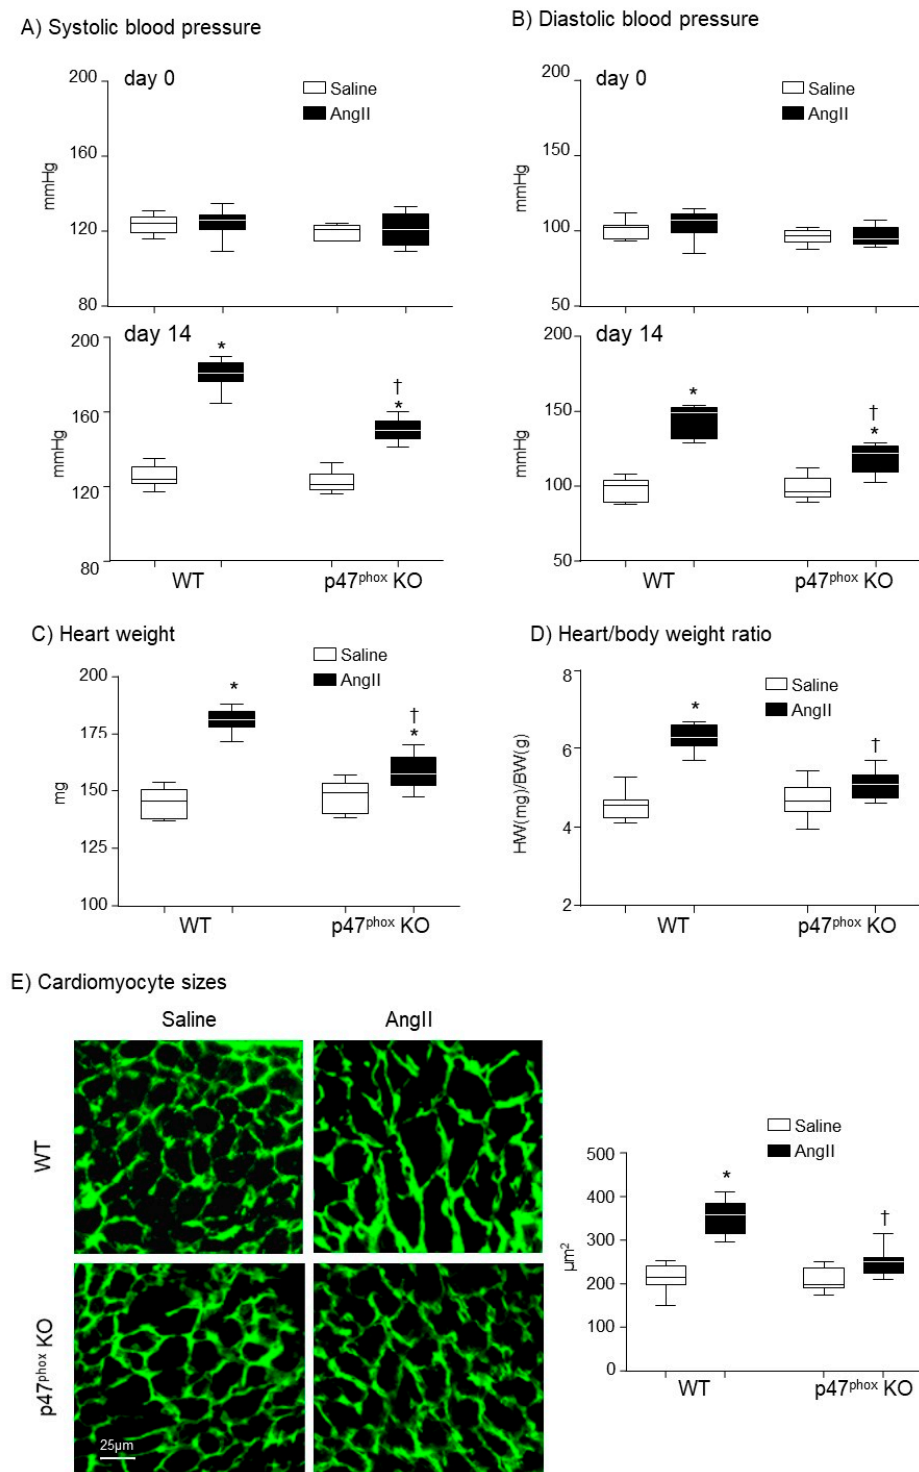 A) Systolic blood pressure
B) Diastolic blood pressure
day 0
Saline
AngII
200
160
120
80
mmHg
day 0
Saline
AngII
200
150
100
50
mmHg
day 14
200
160
120
80
mmHg
*
†
*
WT
p47phox KO
day 14
200
150
100
50
mmHg
*
†
*
WT
p47phox KO
C) Heart weight
Saline
AngII
200
175
150
125
100
mg
*
†
*
WT
p47phox KO
D) Heart/body weight ratio
Saline
AngII
8
6
4
2
HW(mg)/BW(g)
*
†
WT
p47phox KO
E) Cardiomyocyte sizes
Saline
AngII
WT
p47phox KO
25µm
Saline
AngII
500
400
300
200
100
0
µm²
*
†
WT
p47phox KO